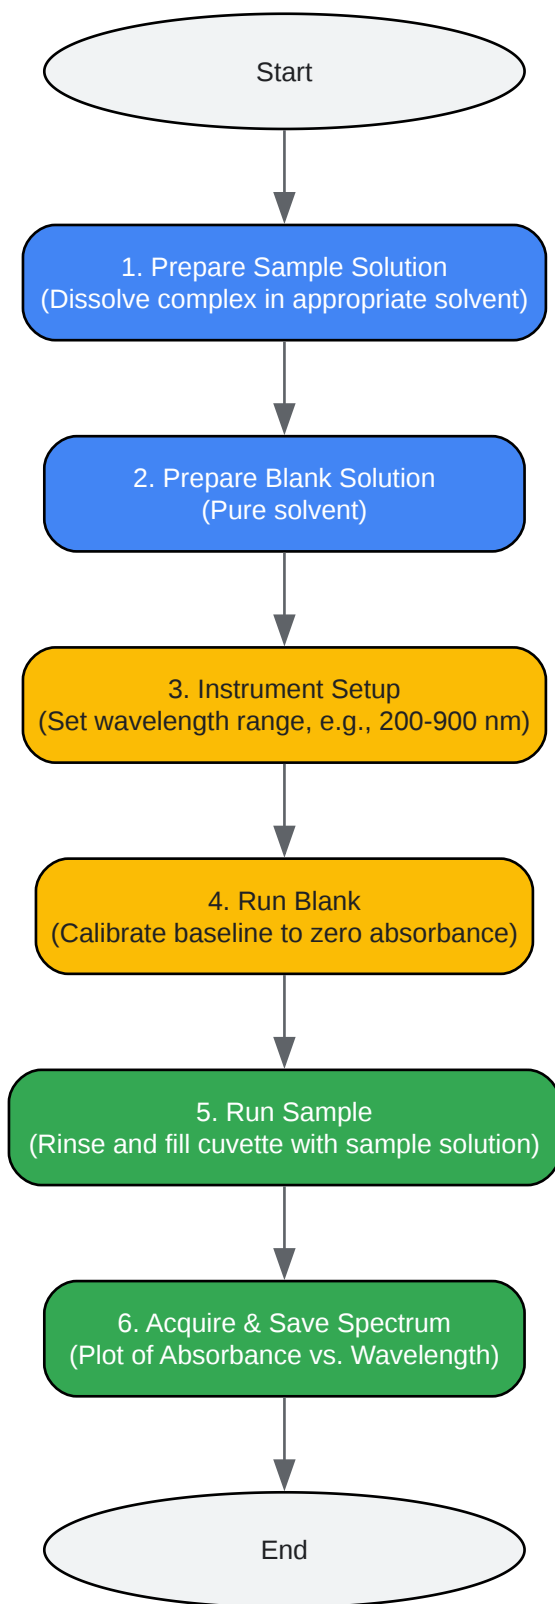 Start
1. Prepare Sample Solution
(Dissolve complex in appropriate solvent)
2. Prepare Blank Solution
(Pure solvent)
3. Instrument Setup
(Set wavelength range, e.g., 200-900 nm)
4. Run Blank
(Calibrate baseline to zero absorbance)
5. Run Sample
(Rinse and fill cuvette with sample solution)
6. Acquire & Save Spectrum
(Plot of Absorbance vs. Wavelength)
End